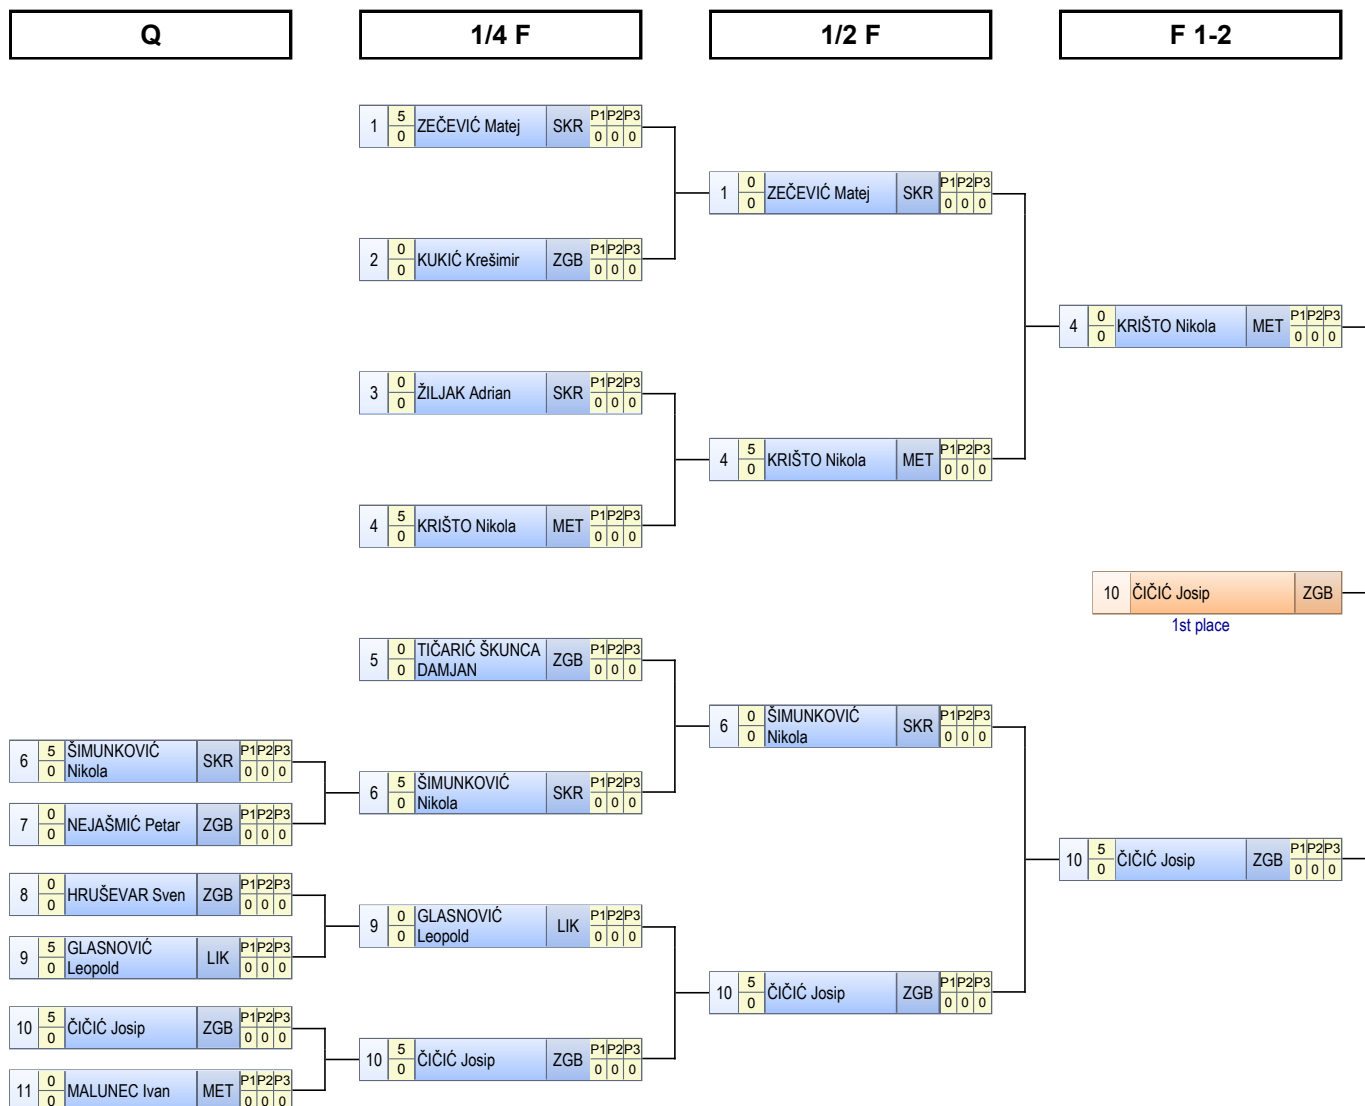 Q 1/4 F 1/2 F F 1-2
1 5 ZEČEVIĆ Matej SKR P1 P2 P3
0 0 0 0
1 0 ZEČEVIĆ Matej SKR P1 P2 P3
0 0 0 0
2 0 KUKIĆ Krešimir ZGB P1 P2 P3
0 0 0 0
4 0 KRIŠTO Nikola MET P1 P2 P3
0 0 0 0
3 0 ŽILJAK Adrian SKR P1 P2 P3
0 0 0 0
4 5 KRIŠTO Nikola MET P1 P2 P3
0 0 0 0
4 5 KRIŠTO Nikola MET P1 P2 P3
0 0 0 0
10 ČIČIĆ Josip ZGB
1st place
5 0 TIČARIĆ ŠKUNCA ZGB P1 P2 P3
0 DAMJAN 0 0 0
6 0 ŠIMUNKOVIĆ SKR P1 P2 P3
0 Nikola 0 0 0
6 5 ŠIMUNKOVIĆ SKR P1 P2 P3
0 Nikola 0 0 0
6 5 ŠIMUNKOVIĆ SKR P1 P2 P3
0 Nikola 0 0 0
7 0 NEJAŠMIĆ Petar ZGB P1 P2 P3
0 0 0 0
10 5 ČIČIĆ Josip ZGB P1 P2 P3
0 0 0 0
8 0 HRUŠEVAR Sven ZGB P1 P2 P3
0 0 0 0
9 0 GLASNOVIĆ LIK P1 P2 P3
0 Leopold 0 0 0
9 5 GLASNOVIĆ LIK P1 P2 P3
0 Leopold 0 0 0
10 5 ČIČIĆ Josip ZGB P1 P2 P3
0 0 0 0
10 5 ČIČIĆ Josip ZGB P1 P2 P3
0 0 0 0
10 5 ČIČIĆ Josip ZGB P1 P2 P3
0 0 0 0
11 0 MALUNEC Ivan MET P1 P2 P3
0 0 0 0